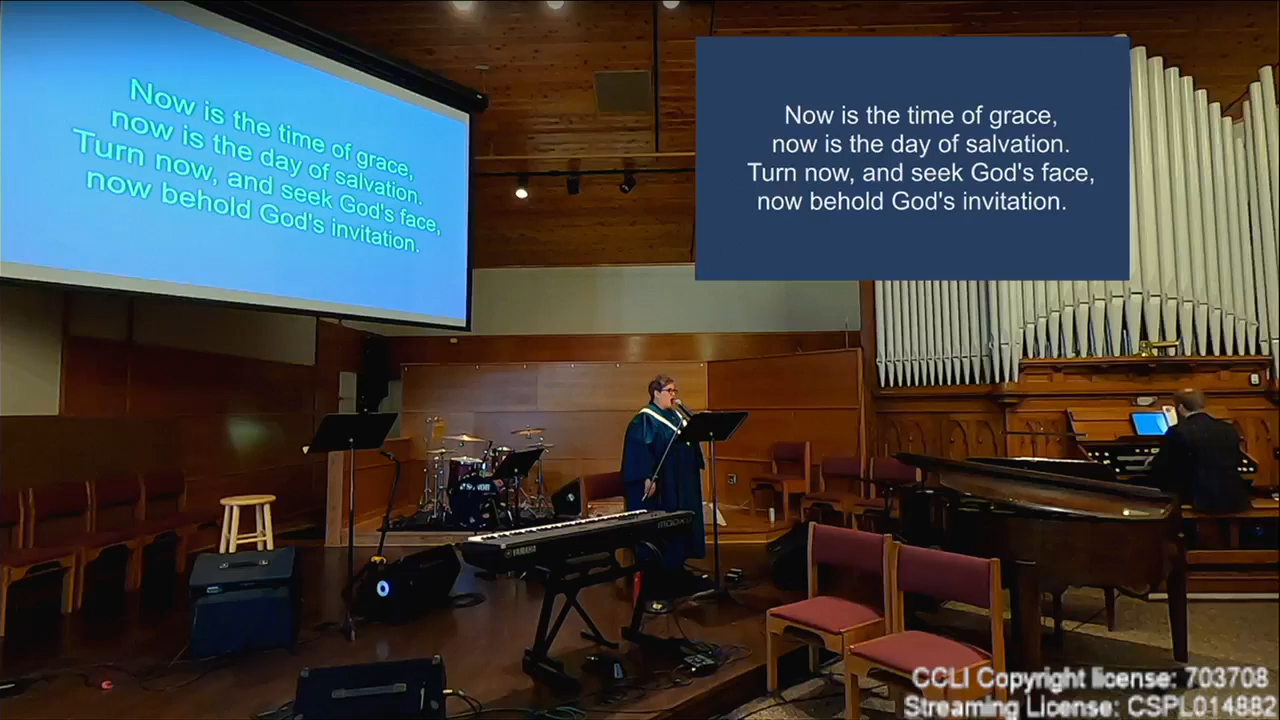 Now is the time of grace,
now is the day of salvation.
Turn now, and seek God's face,
now behold God's invitation.
Now is the time of grace,
now is the day of salvation.
Turn now, and seek God's face,
now behold God's invitation.
YAMAHA
CCLI Copyright license: 703708
Streaming License: CSPL014882